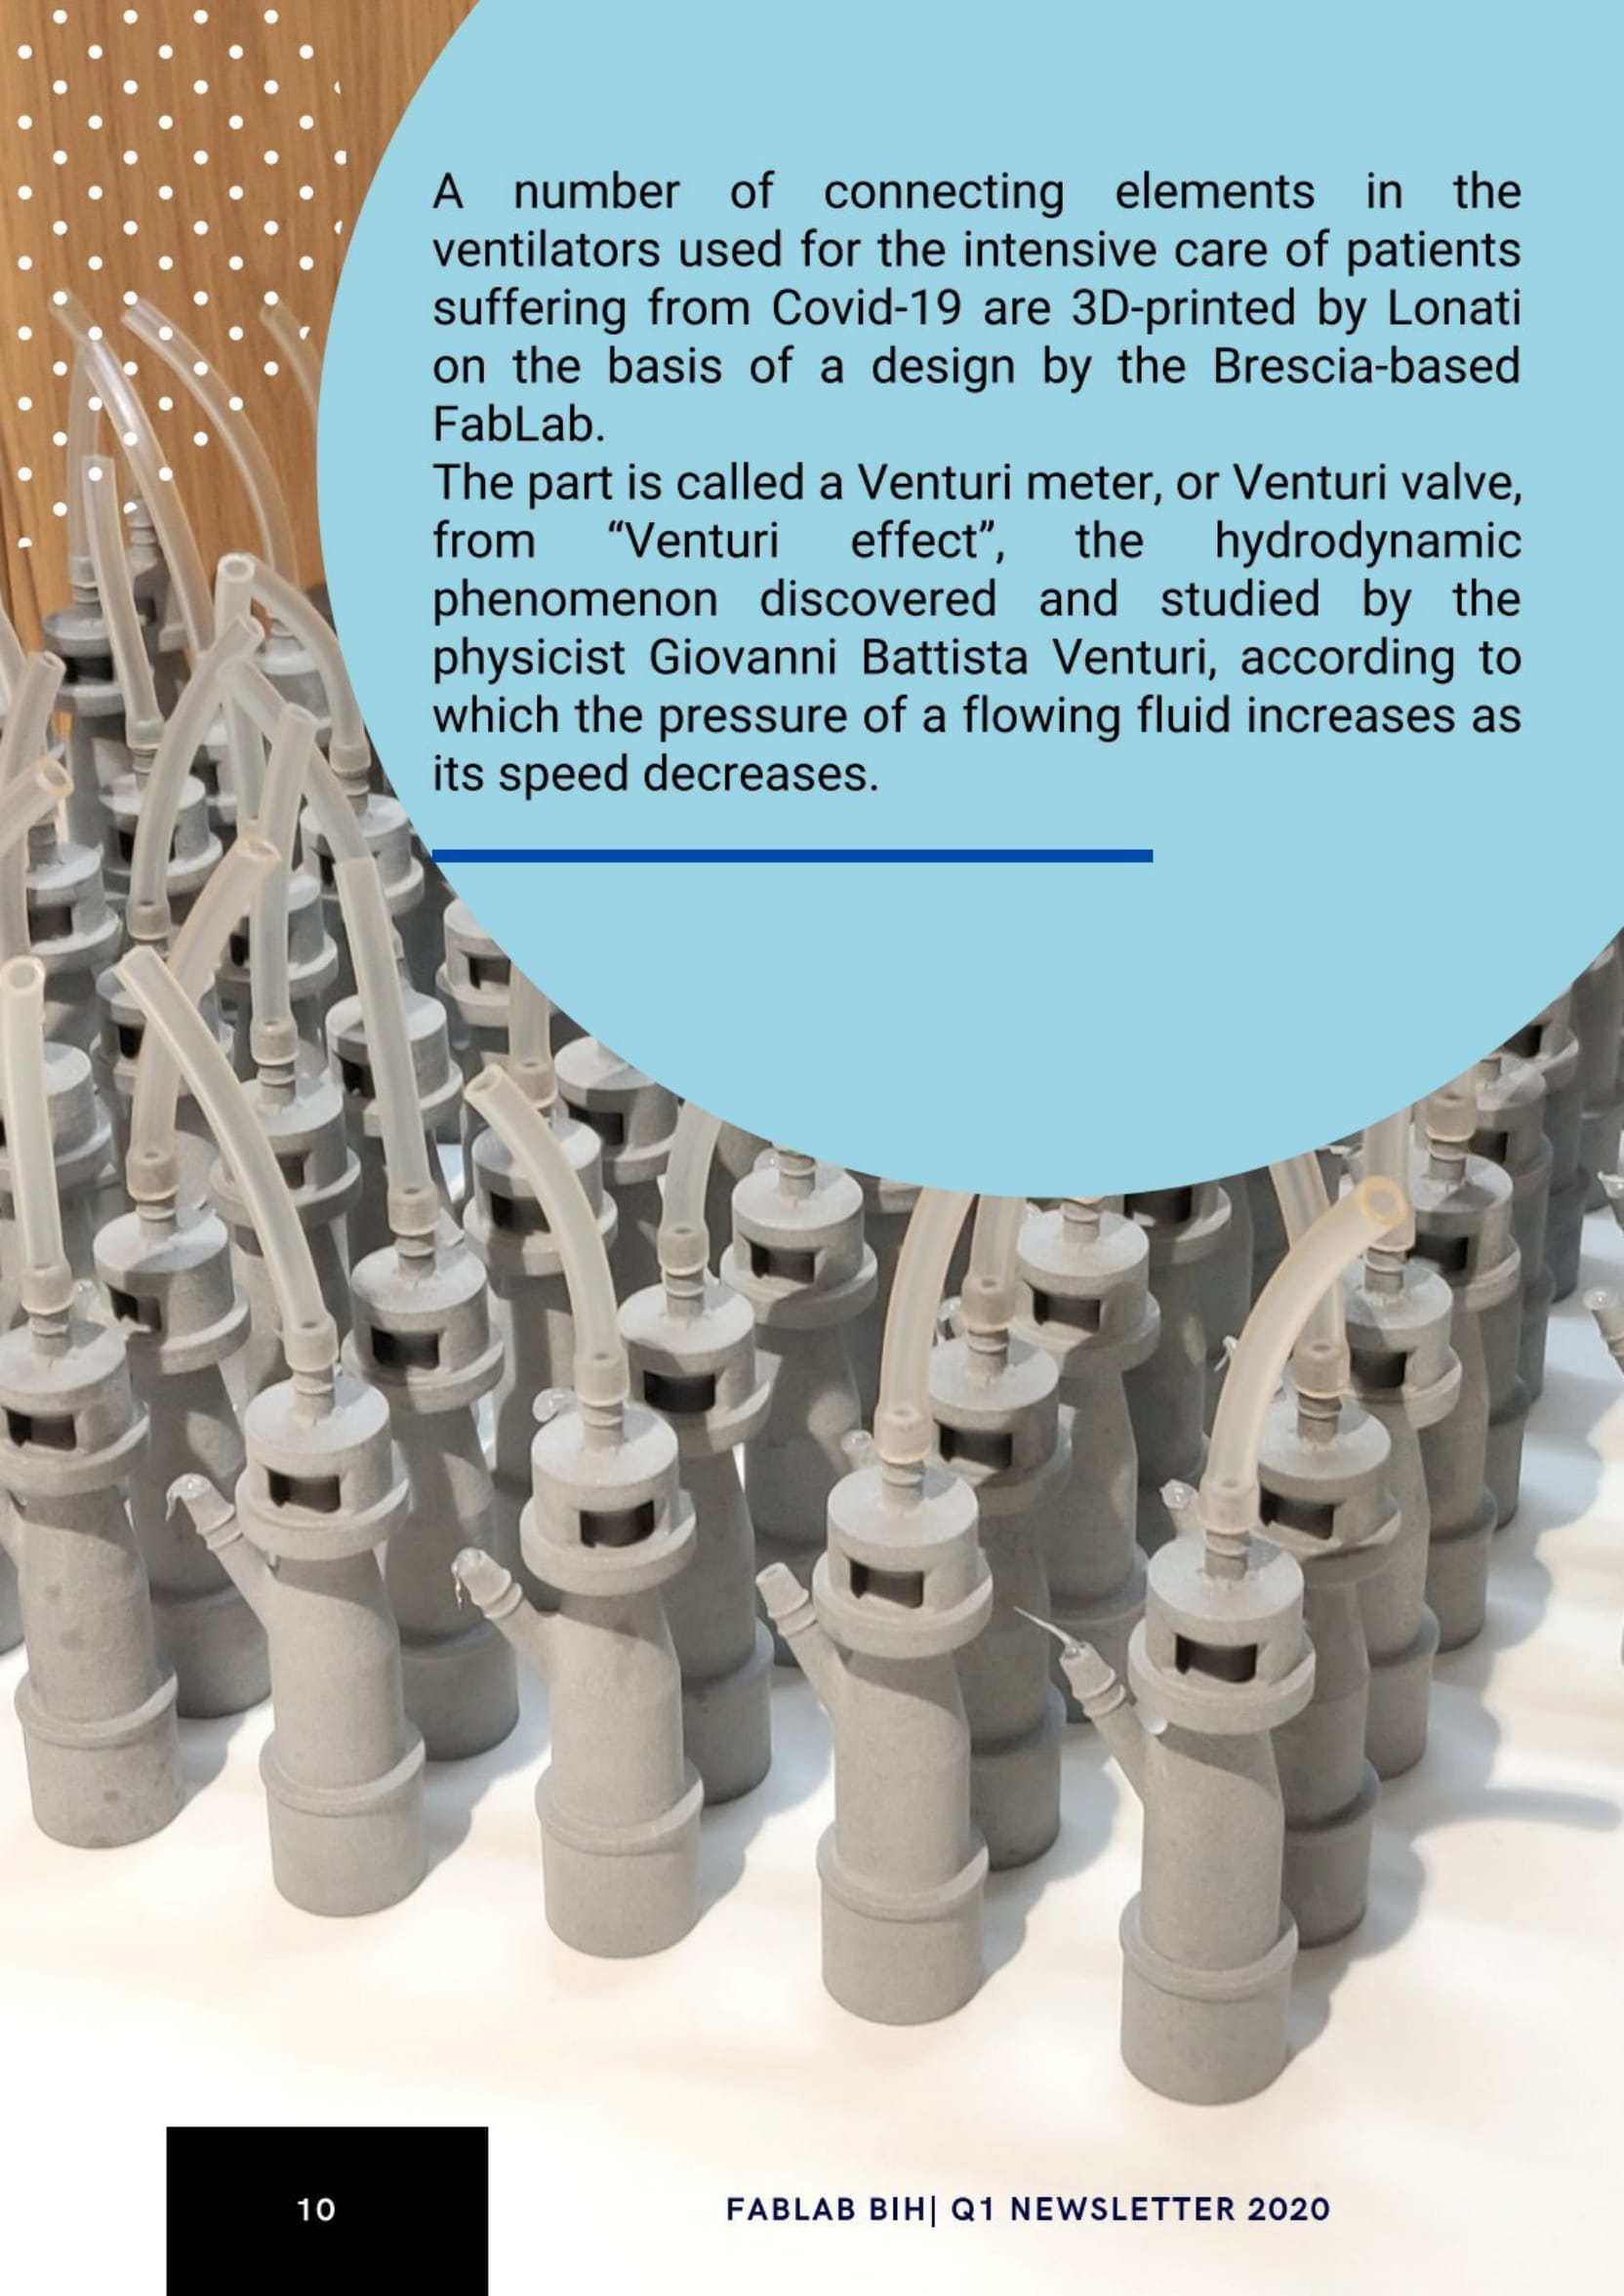 A number of connecting elements in the
ventilators used for the intensive care of patients
suffering from Covid-19 are 3D-printed by Lonati
on the basis of a design by the Brescia-based
FabLab.
The part is called a Venturi meter, or Venturi valve,
from “Venturi effect”, the hydrodynamic
phenomenon discovered and studied by the
physicist Giovanni Battista Venturi, according to
which the pressure of a flowing fluid increases as
its speed decreases.
10
FABLAB BIH| Q1 NEWSLETTER 2020